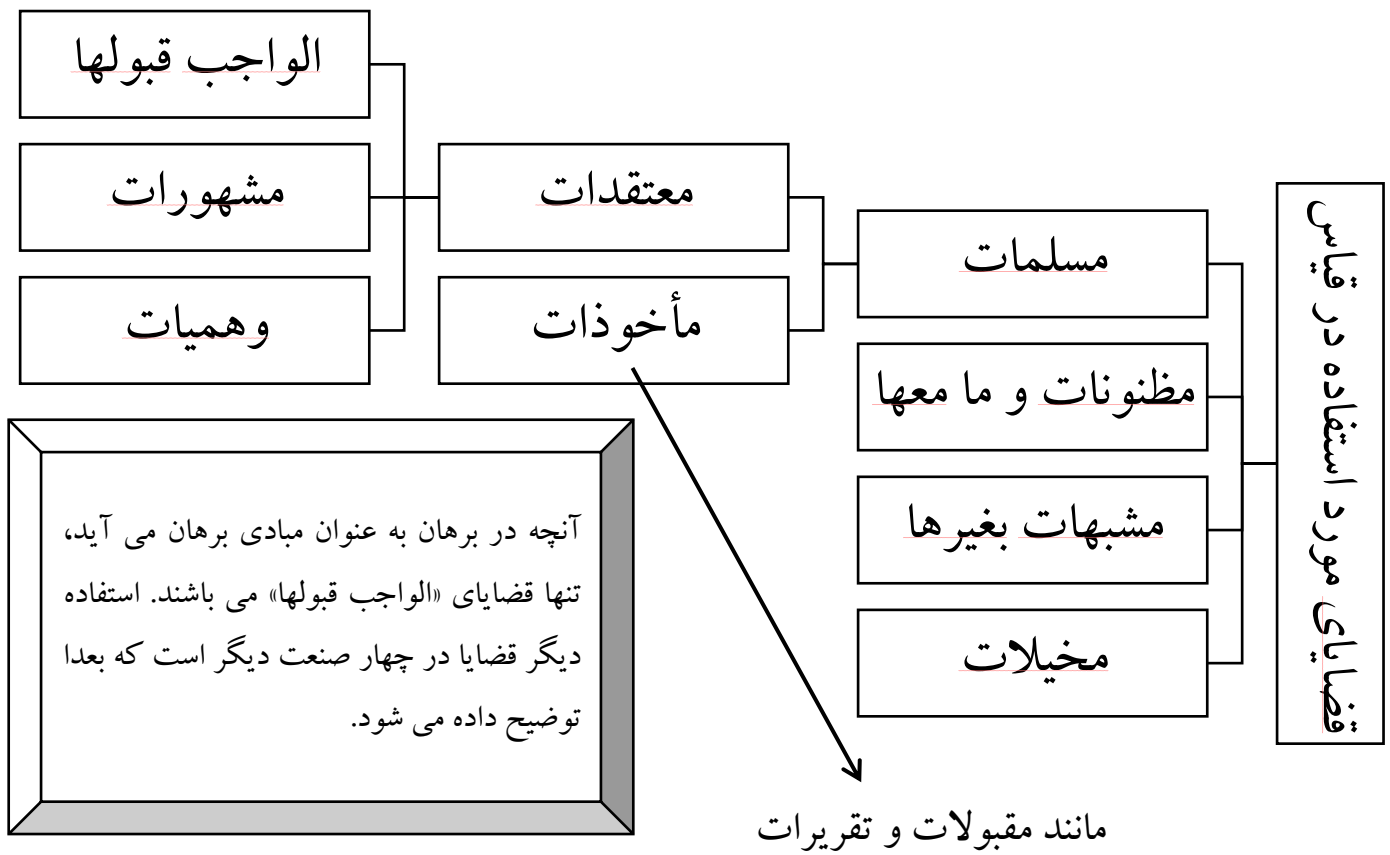 قضایای مورد استفاده در قیاس
مسلمات
مظنونات و ما معها
مشبهات بغیرها
مخیلات
معتقدات
مأخوذات
الواجب قبولها
مشهورات
وهمیات
آنچه در برهان به عنوان مبادی برهان می آید،
تنها قضایای «الواجب قبولها» می باشند. استفاده
دیگر قضایا در چهار صنعت دیگر است که بعدا
توضیح داده می شود.
مانند مقبولات و تقریرات